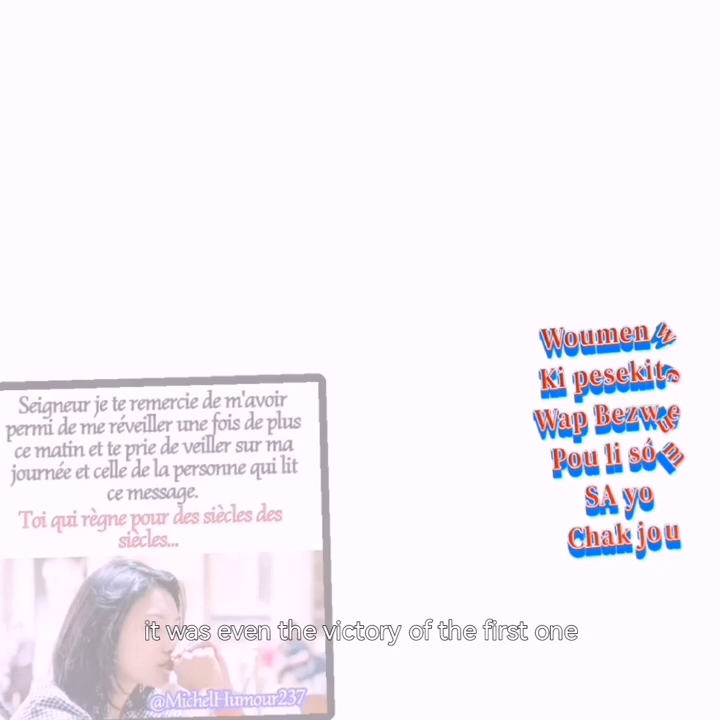 Seigneur je te remercie de m'avoir
permi de me réveiller une fois de plus
ce matin et te prie de veiller sur ma
journée et celle de la personne qui lit
ce message.
Toi qui règne pour des siècles des
siècles...
@MichelHumour237
Woumen
Ki pesekite
Wap Bezwe
Pou li só
SA yo
Chak jou
it was even the victory of the first one